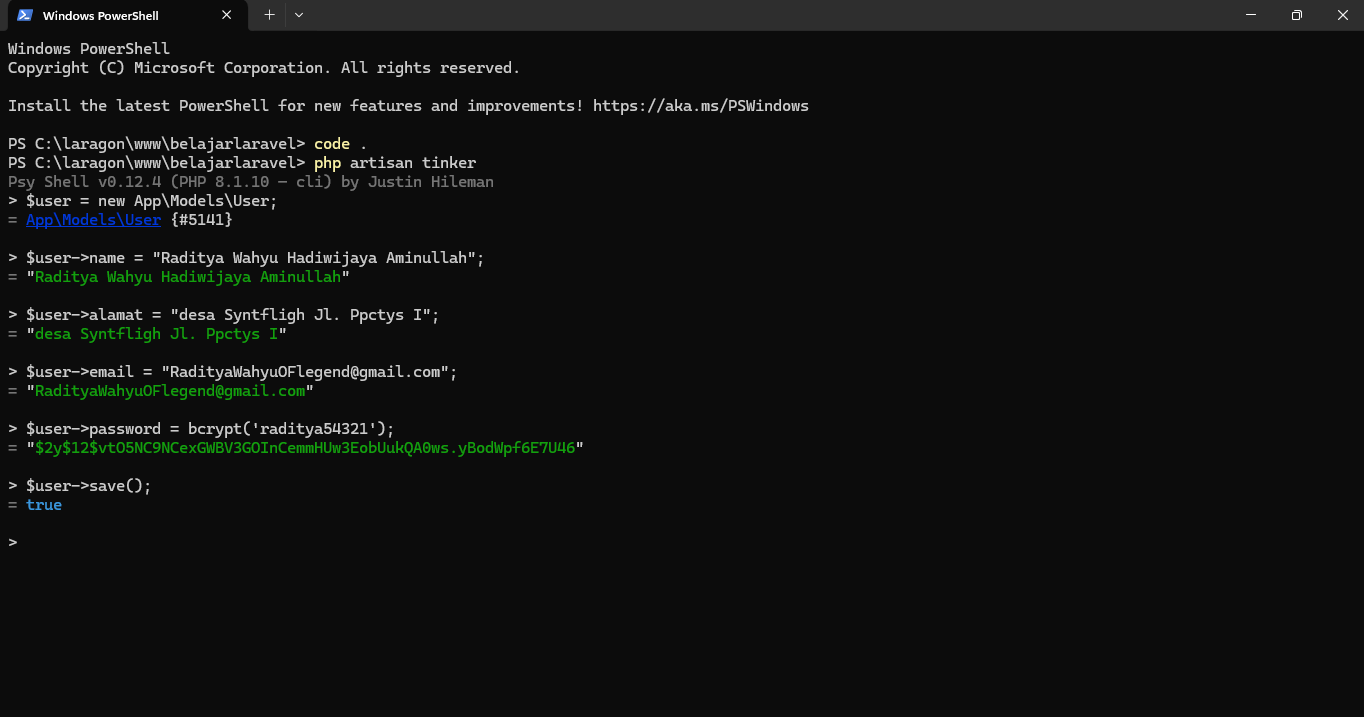 Windows PowerShell
Windows PowerShell
Copyright (C) Microsoft Corporation. All rights reserved.
Install the latest PowerShell for new features and improvements! https://aka.ms/PSWindows
PS C:\laragon\www\belajarlaravel> code .
PS C:\laragon\www\belajarlaravel> php artisan tinker
Psy Shell v0.12.4 (PHP 8.1.10 — cli) by Justin Hileman
> $user = new App\Models\User;
= App\Models\User {#5141}
> $user->name = "Raditya Wahyu Hadiwijaya Aminullah";
= "Raditya Wahyu Hadiwijaya Aminullah"
> $user->alamat = "desa Syntfligh Jl. Ppctys I";
= "desa Syntfligh Jl. Ppctys I"
> $user->email = "RadityaWahyuOFlegend@gmail.com";
= "RadityaWahyuOFlegend@gmail.com"
> $user->password = bcrypt('raditya54321');
= "$2y$12$vtO5NC9NCexGWBV3GOInCemmHUw3EobUukQA0ws.yBodWpf6E7U46"
> $user->save();
= true
>